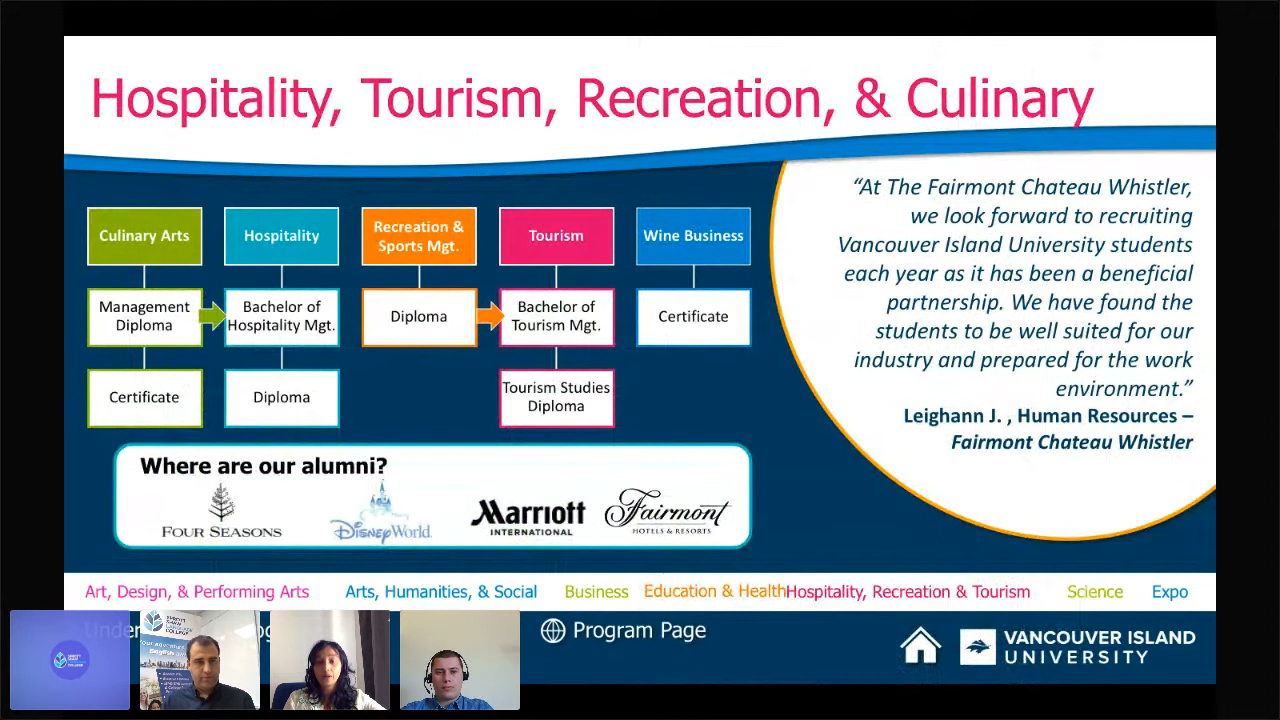 Hospitality, Tourism, Recreation, & Culinary
Culinary Arts
Hospitality
Recreation &
Sports Mgt.
Tourism
Wine Business
Management
Diploma
Bachelor of
Hospitality Mgt.
Diploma
Bachelor of
Tourism Mgt.
Certificate
Certificate
Diploma
Tourism Studies
Diploma
“At The Fairmont Chateau Whistler,
we look forward to recruiting
Vancouver Island University students
each year as it has been a beneficial
partnership. We have found the
students to be well suited for our
industry and prepared for the work
environment.”
Leighann J. , Human Resources –
Fairmont Chateau Whistler
Where are our alumni?
FOUR SEASONS
DISNEYWORLD
Marriott
INTERNATIONAL
Fairmont
HOTELS & RESORTS
Art, Design, & Performing Arts
Arts, Humanities, & Social
Business
Education & Health
Hospitality, Recreation & Tourism
Science
Expo
Program Page
VANCOUVER ISLAND
UNIVERSITY
COLLEGE